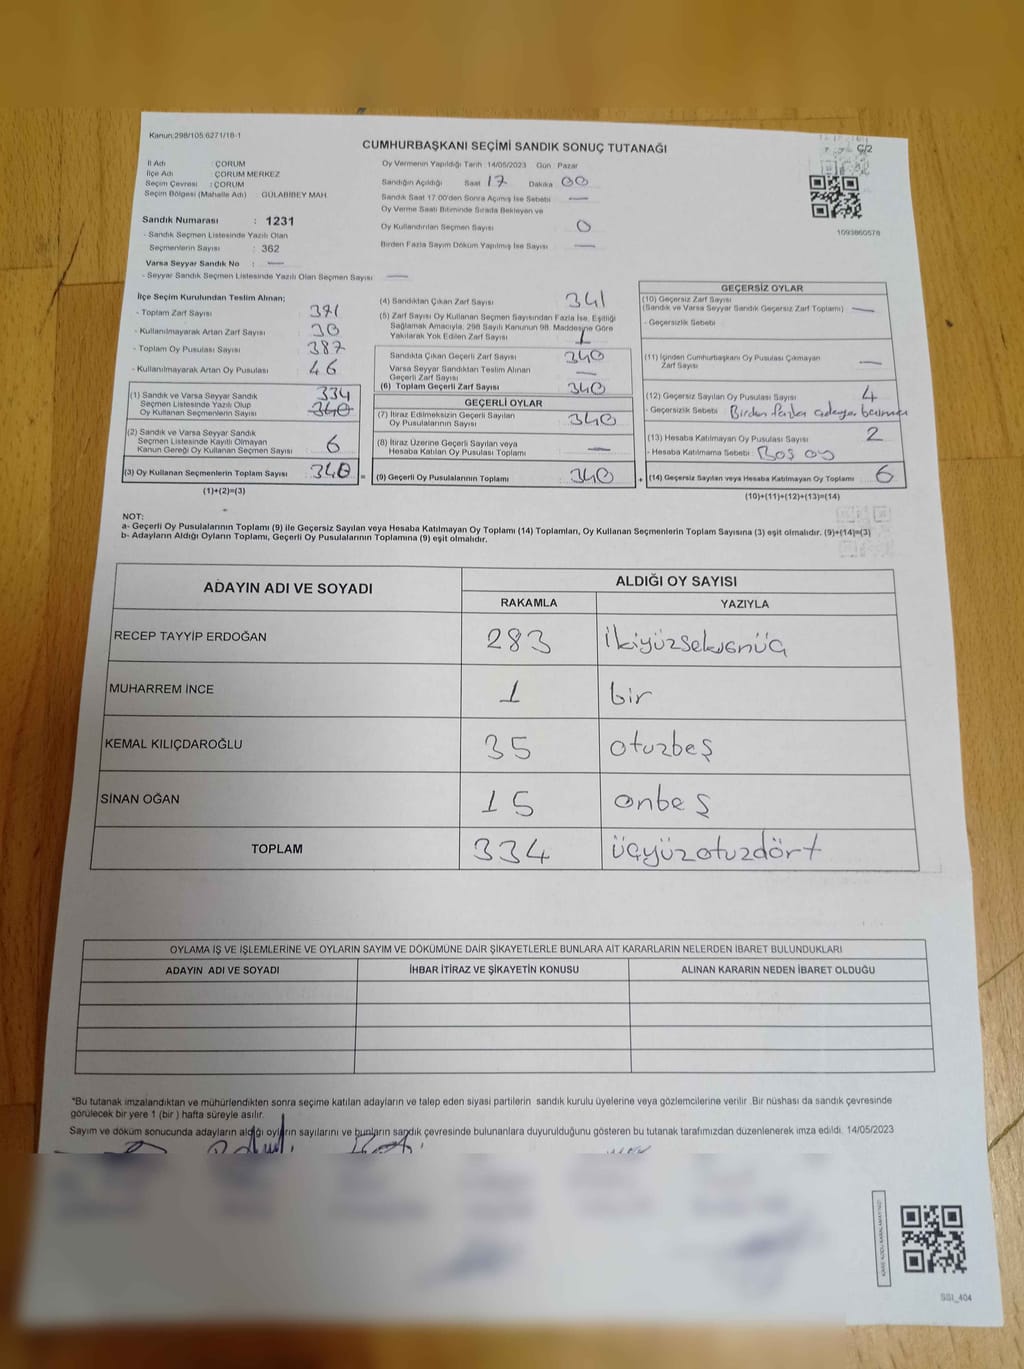 Kanun:298/105.6271/18-1
CUMHURBAŞKANI SEÇİMİ SANDIK SONUÇ TUTANAĞI
C/2
İl Adı : ÇORUM
İlçe Adı : ÇORUM MERKEZ
Seçim Çevresi : ÇORUM
Seçim Bölgesi (Mahalle Adı) GÜLABİBEY MAH.
Sandık Numarası : 1231
- Sandık Seçmen Listesinde Yazılı Olan
Seçmenlerin Sayısı : 362
Varsa Seyyar Sandık No : —
- Seyyar Sandık Seçmen Listesinde Yazılı Olan Seçmen Sayısı : —
Oy Vermenin Yapıldığı Tarih :14/05/2023 Gün : Pazar
Sandığın Açıldığı Saat 17 Dakika 00
Sandık Saat 17.00'den Sonra Açımış İse Sebebi —
Oy Verme Saati Bitiminde Sırada Bekleyen ve
Oy Kullandırılan Seçmen Sayısı 0
Birden Fazla Sayım Döküm Yapılmış İse Sayısı —
1093860578
İlçe Seçim Kurulundan Teslim Alınan;
- Toplam Zarf Sayısı 371
- Kullanılmayarak Artan Zarf Sayısı 30
- Toplam Oy Pusulası Sayısı 387
- Kullanılmayarak Artan Oy Pusulası 46
(1) Sandık ve Varsa Seyyar Sandık 334
Seçmen Listesinde Yazılı Olup
Oy Kullanan Seçmenlerin Sayısı 340
(2) Sandık ve Varsa Seyyar Sandık
Seçmen Listesinde Kayıtlı Olmayan
Kanun Gereği Oy Kullanan Seçmen Sayısı 6
(3) Oy Kullanan Seçmenlerin Toplam Sayısı 340 =
(1)+(2)=(3)
(4) Sandıktan Çıkan Zarf Sayısı 341
(5) Zarf Sayısı Oy Kullanan Seçmen Sayısından Fazla İse, Eşitliği
Sağlamak Amacıyla, 298 Sayılı Kanunun 98. Maddesine Göre
Yakılarak Yok Edilen Zarf Sayısı 1
Sandıkta Çıkan Geçerli Zarf Sayısı 340
Varsa Seyyar Sandıktan Teslim Alınan
Geçerli Zarf Sayısı —
(6) Toplam Geçerli Zarf Sayısı 340
GEÇERLİ OYLAR
(7) İtiraz Edilmeksizin Geçerli Sayılan
Oy Pusulalarının Sayısı 340
(8) İtiraz Üzerine Geçerli Sayılan veya
Hesaba Katılan Oy Pusulası Toplamı —
(9) Geçerli Oy Pusulalarının Toplamı 340 +
GEÇERSİZ OYLAR
(10) Geçersiz Zarf Sayısı
(Sandık ve Varsa Seyyar Sandık Geçersiz Zarf Toplamı) —
- Geçersizlik Sebebi :
(11) İçinden Cumhurbaşkanı Oy Pusulası Çıkmayan
Zarf Sayısı —
(12) Geçersiz Sayılan Oy Pusulası Sayısı 4
- Geçersizlik Sebebi : Birden fazla adaya basması
(13) Hesaba Katılmayan Oy Pusulası Sayısı 2
- Hesaba Katılmama Sebebi : Boş oy
(14) Geçersiz Sayılan veya Hesaba Katılmayan Oy Toplamı 6
(10)+(11)+(12)+(13)=(14)
NOT:
a- Geçerli Oy Pusulalarının Toplamı (9) ile Geçersiz Sayılan veya Hesaba Katılmayan Oy Toplamı (14) Toplamları, Oy Kullanan Seçmenlerin Toplam Sayısına (3) eşit olmalıdır. (9)+(14)=(3)
b- Adayların Aldığı Oyların Toplamı, Geçerli Oy Pusulalarının Toplamına (9) eşit olmalıdır.
ADAYIN ADI VE SOYADI ALDIĞI OY SAYISI
RAKAMLA YAZIYLA
RECEP TAYYİP ERDOĞAN 283 ikiyüzseksenüç
MUHARREM İNCE 1 bir
KEMAL KILIÇDAROĞLU 35 otuzbeş
SİNAN OĞAN 15 onbeş
TOPLAM 334 üçyüzotuzdört
OYLAMA İŞ VE İŞLEMLERİNE VE OYLARIN SAYIM VE DÖKÜMÜNE DAİR ŞİKAYETLERLE BUNLARA AİT KARARLARIN NELERDEN İBARET BULUNDUKLARI
ADAYIN ADI VE SOYADI İHBAR İTİRAZ VE ŞİKAYETİN KONUSU ALINAN KARARIN NEDEN İBARET OLDUĞU
*Bu tutanak imzalandıktan ve mühürlendikten sonra seçime katılan adayların ve talep eden siyasi partilerin sandık kurulu üyelerine veya gözlemcilerine verilir .Bir nüshası da sandık çevresinde
görülecek bir yere 1 (bir ) hafta süreyle asılır.
Sayım ve döküm sonucunda adayların aldığı oyların sayılarını ve bunların sandık çevresinde bulunanlara duyurulduğunu gösteren bu tutanak tarafımızdan düzenlenerek imza edildi. 14/05/2023
SSI_404